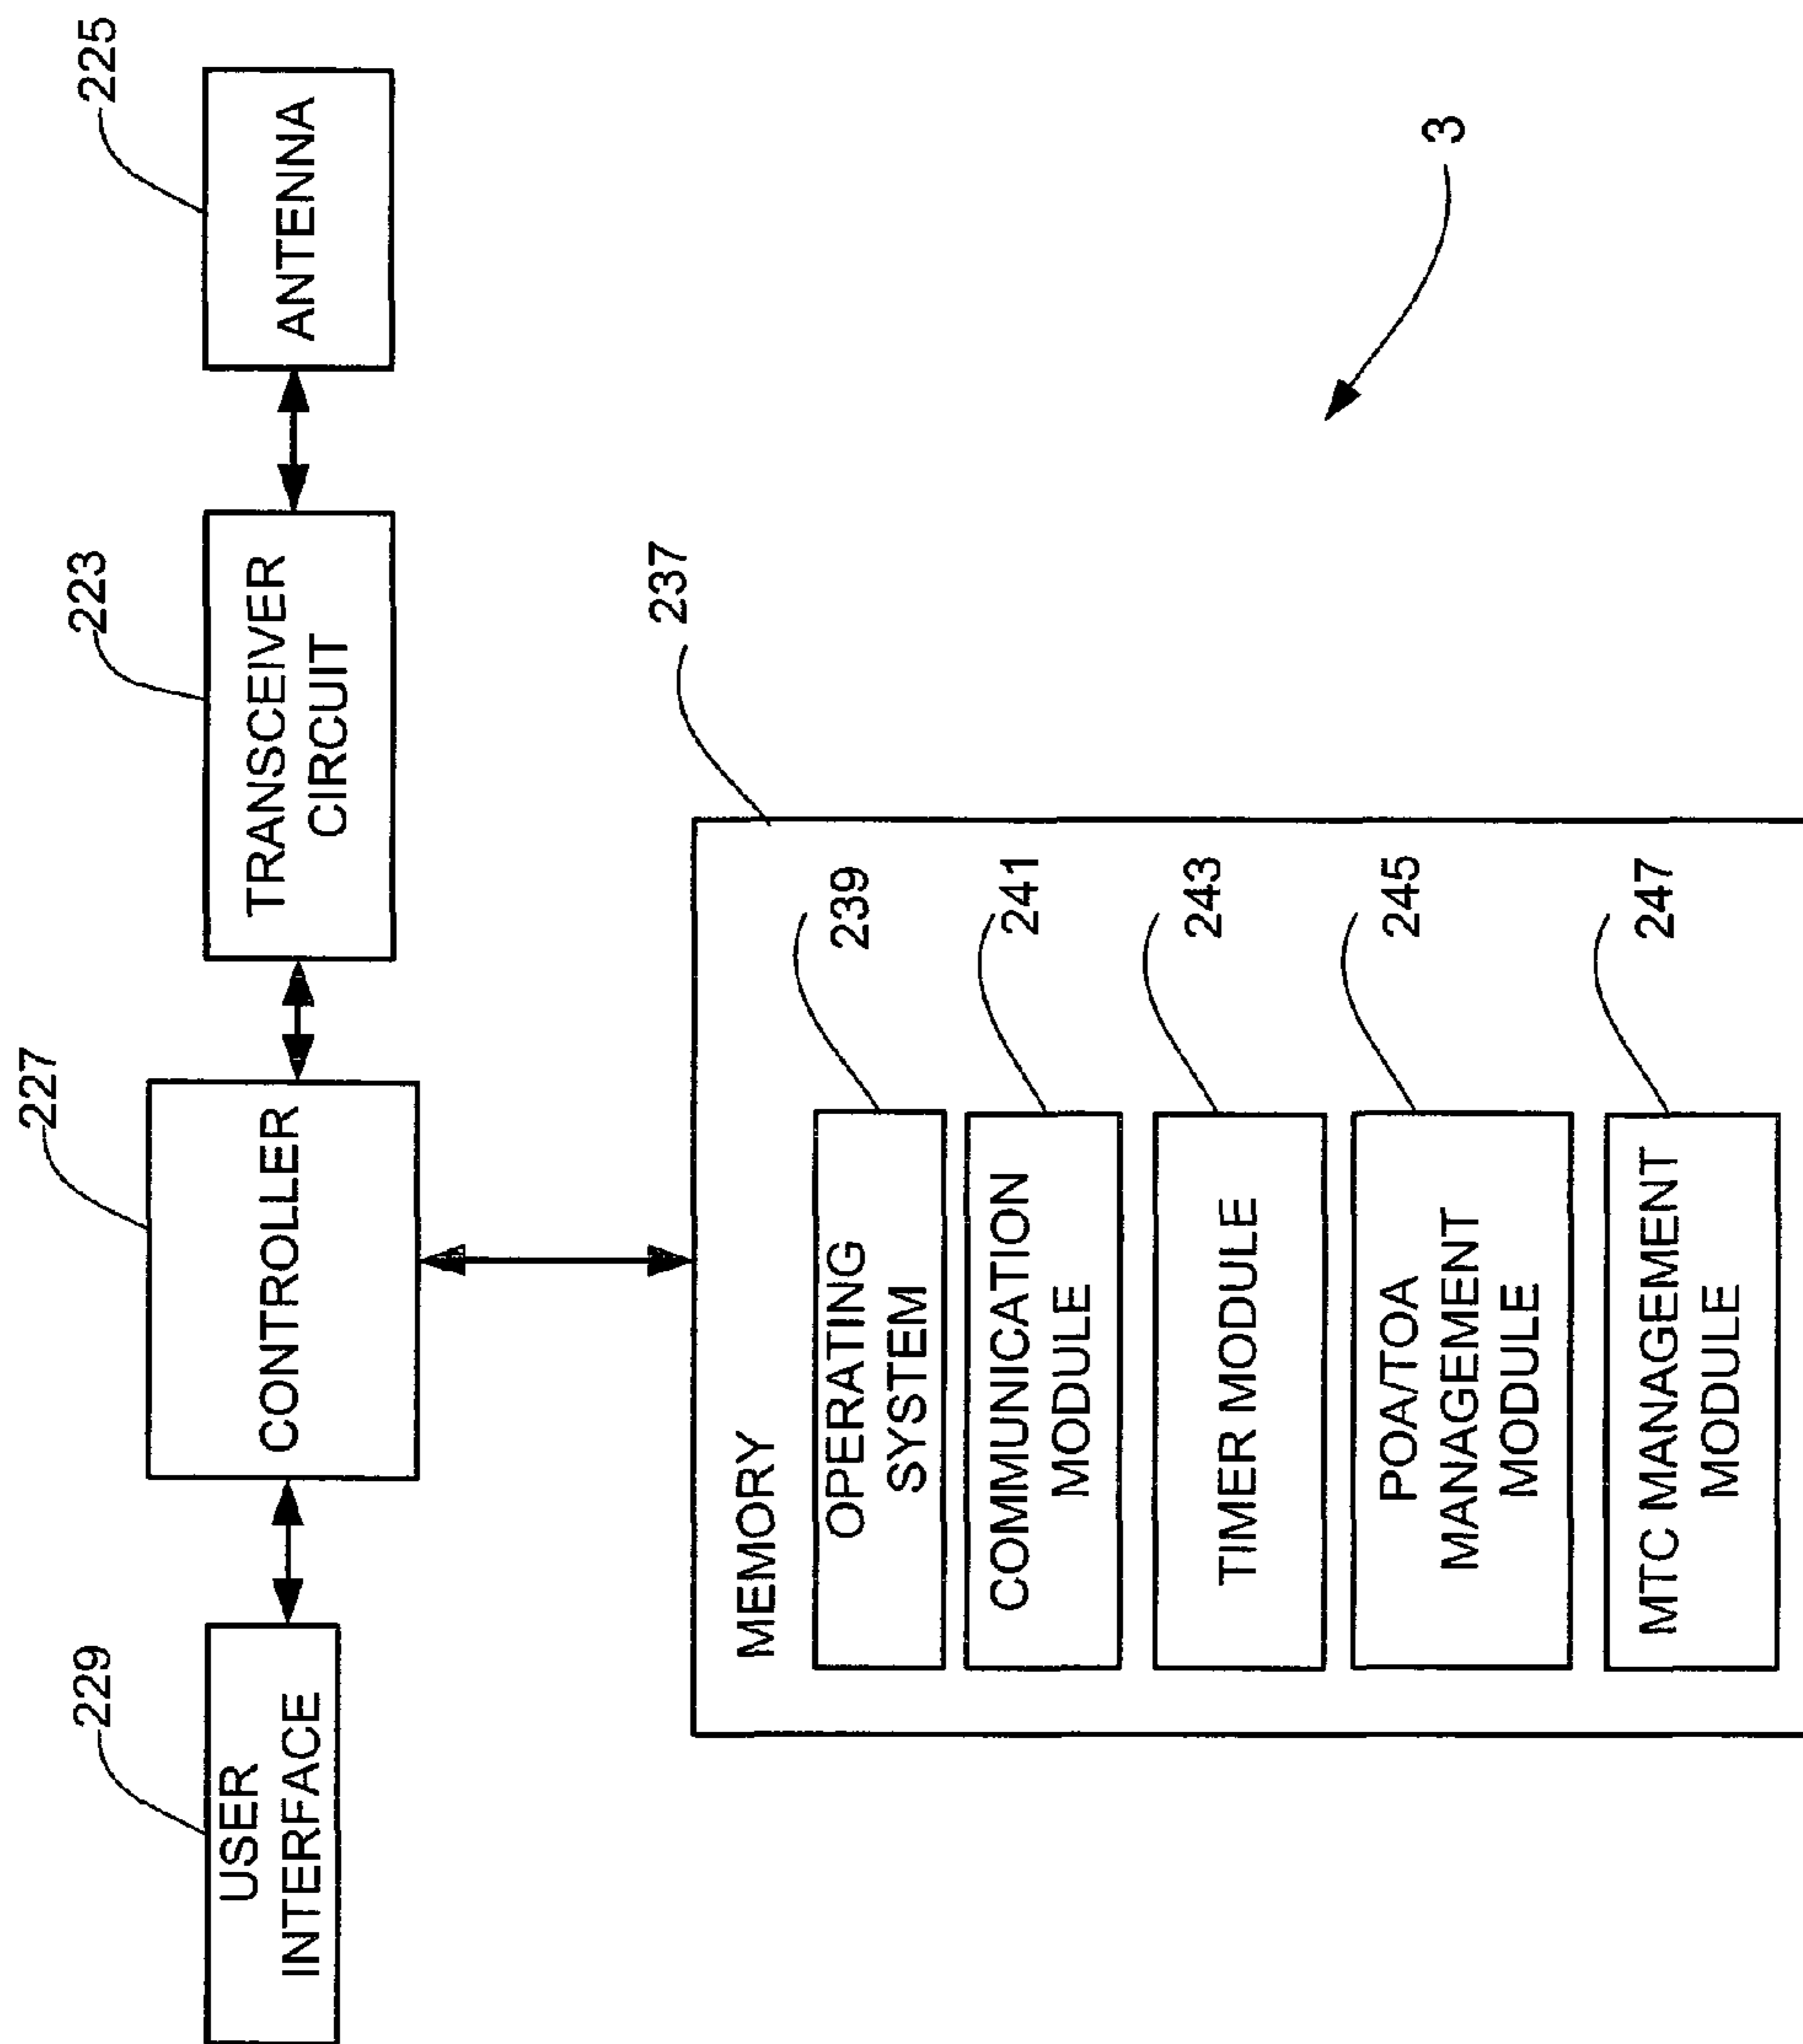 225
ANTENNA
223
TRANSCEIVER
CIRCUIT
227
CONTROLLER
229
USER
INTERFACE
3
237
MEMORY
OPERATING
SYSTEM
239
COMMUNICATION
MODULE
241
TIMER MODULE
243
POA/TOA
MANAGEMENT
MODULE
245
MTC MANAGEMENT
MODULE
247